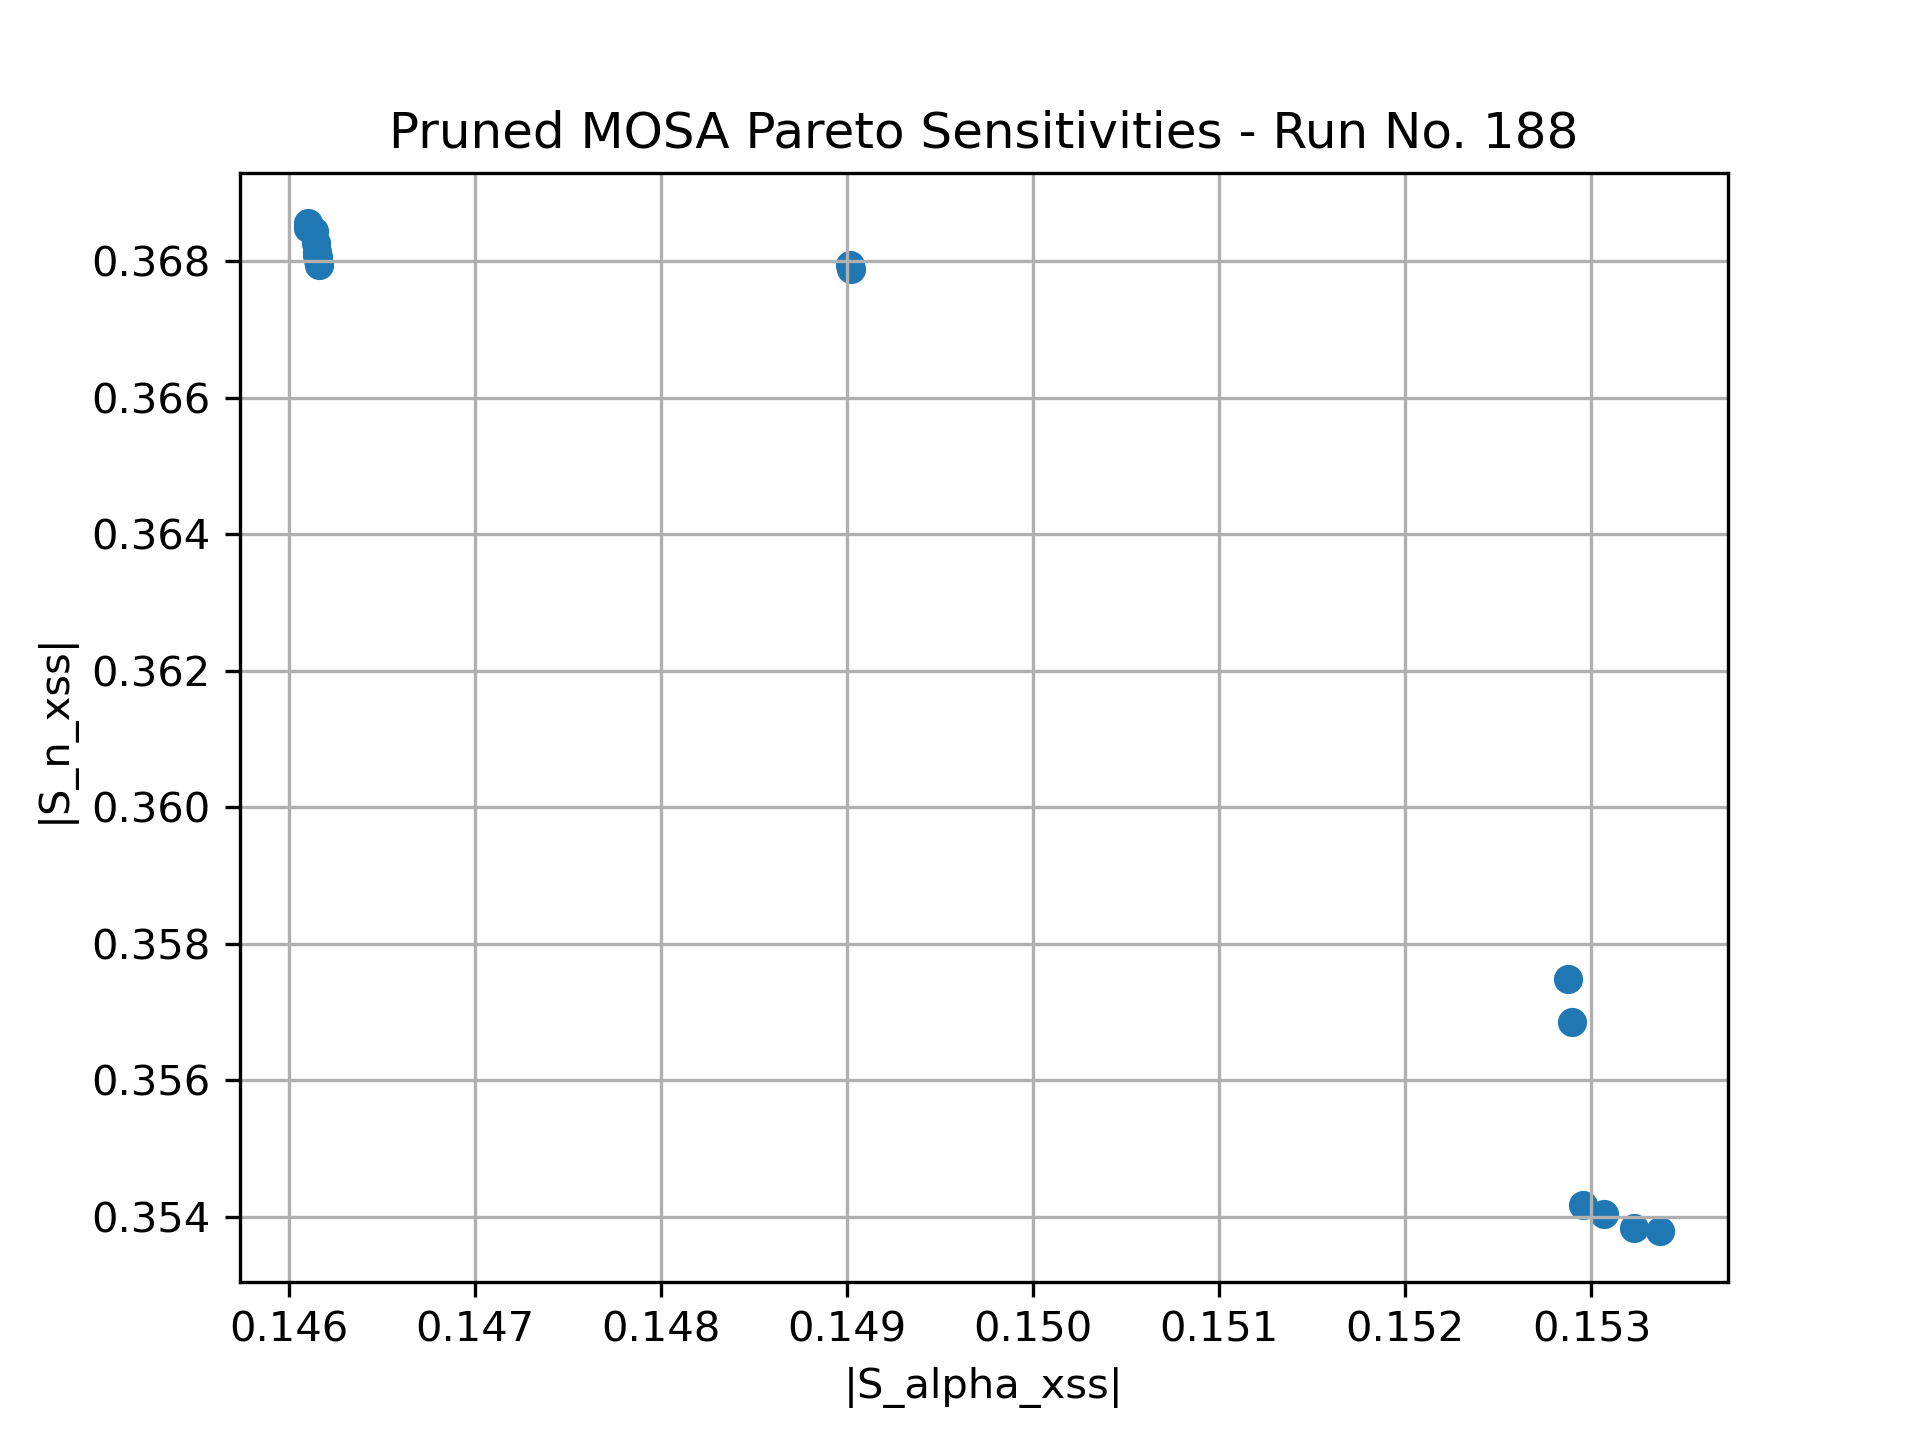 Pruned MOSA Pareto Sensitivities - Run No. 188
|S_n_xss|
0.368
0.366
0.364
0.362
0.360
0.358
0.356
0.354
0.146 0.147 0.148 0.149 0.150 0.151 0.152 0.153
|S_alpha_xss|